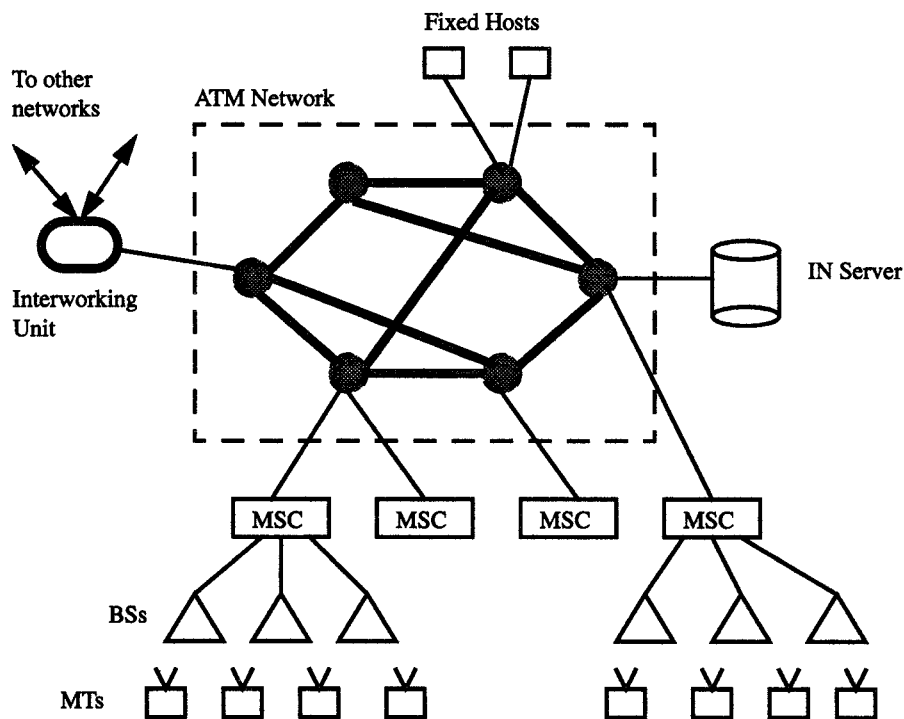 Fixed Hosts
To other
networks
ATM Network
Interworking
Unit
IN Server
MSC
MSC
MSC
MSC
BSs
MTs